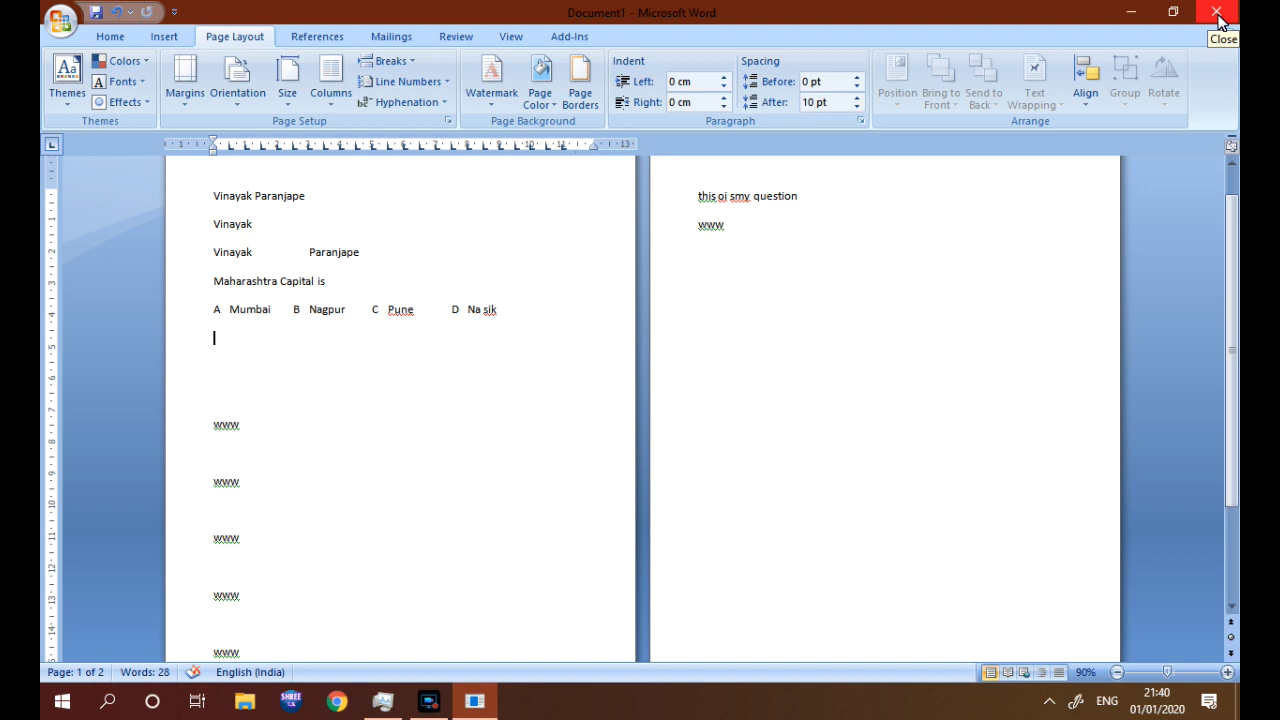 Document1 - Microsoft Word
Close
Home Insert Page Layout References Mailings Review View Add-Ins
Themes
Colors
Fonts
Effects
Themes
Margins Orientation Size Columns
Breaks
Line Numbers
Hyphenation
Page Setup
Watermark Page Color Page Borders
Page Background
Indent
Left: 0 cm
Right: 0 cm
Spacing
Before: 0 pt
After: 10 pt
Paragraph
Position Bring to Front Send to Back Text Wrapping Align Group Rotate
Arrange
Vinayak Paranjape
Vinayak
Vinayak Paranjape
Maharashtra Capital is
A Mumbai B Nagpur C Pune D Na sik
www
www
www
www
www
this oi smy question
www
Page: 1 of 2 Words: 28 English (India) 90%
SHREE
ENG
21:40
01/01/2020